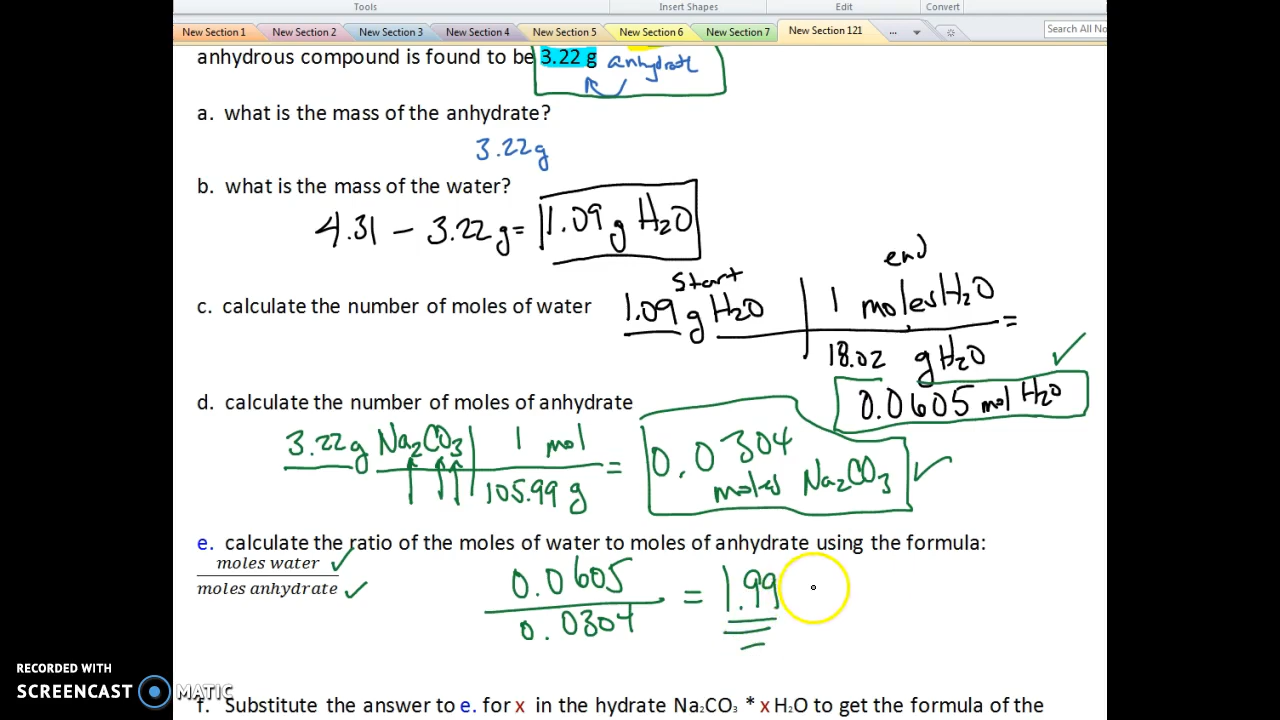 Tools Insert Shapes Edit Convert
New Section 1 New Section 2 New Section 3 New Section 4 New Section 5 New Section 6 New Section 7 New Section 121 ... Search All No
anhydrous compound is found to be 3.22 g anhydrate
a. what is the mass of the anhydrate?
3.22g
b. what is the mass of the water?
4.31 - 3.22 g = 1.09 g H₂O
start end
c. calculate the number of moles of water 1.09 g H₂O 1 moles H₂O =
18.02 g H₂O
0.0605 mol H₂O
d. calculate the number of moles of anhydrate
3.22g Na₂CO₃ 1 mol = 0.0304
105.99 g moles Na₂CO₃
e. calculate the ratio of the moles of water to moles of anhydrate using the formula:
moles water 0.0605
= 1.99
moles anhydrate 0.0304
RECORDED WITH
SCREENCAST MATIC
f. Substitute the answer to e. for x in the hydrate Na₂CO₃ * x H₂O to get the formula of the